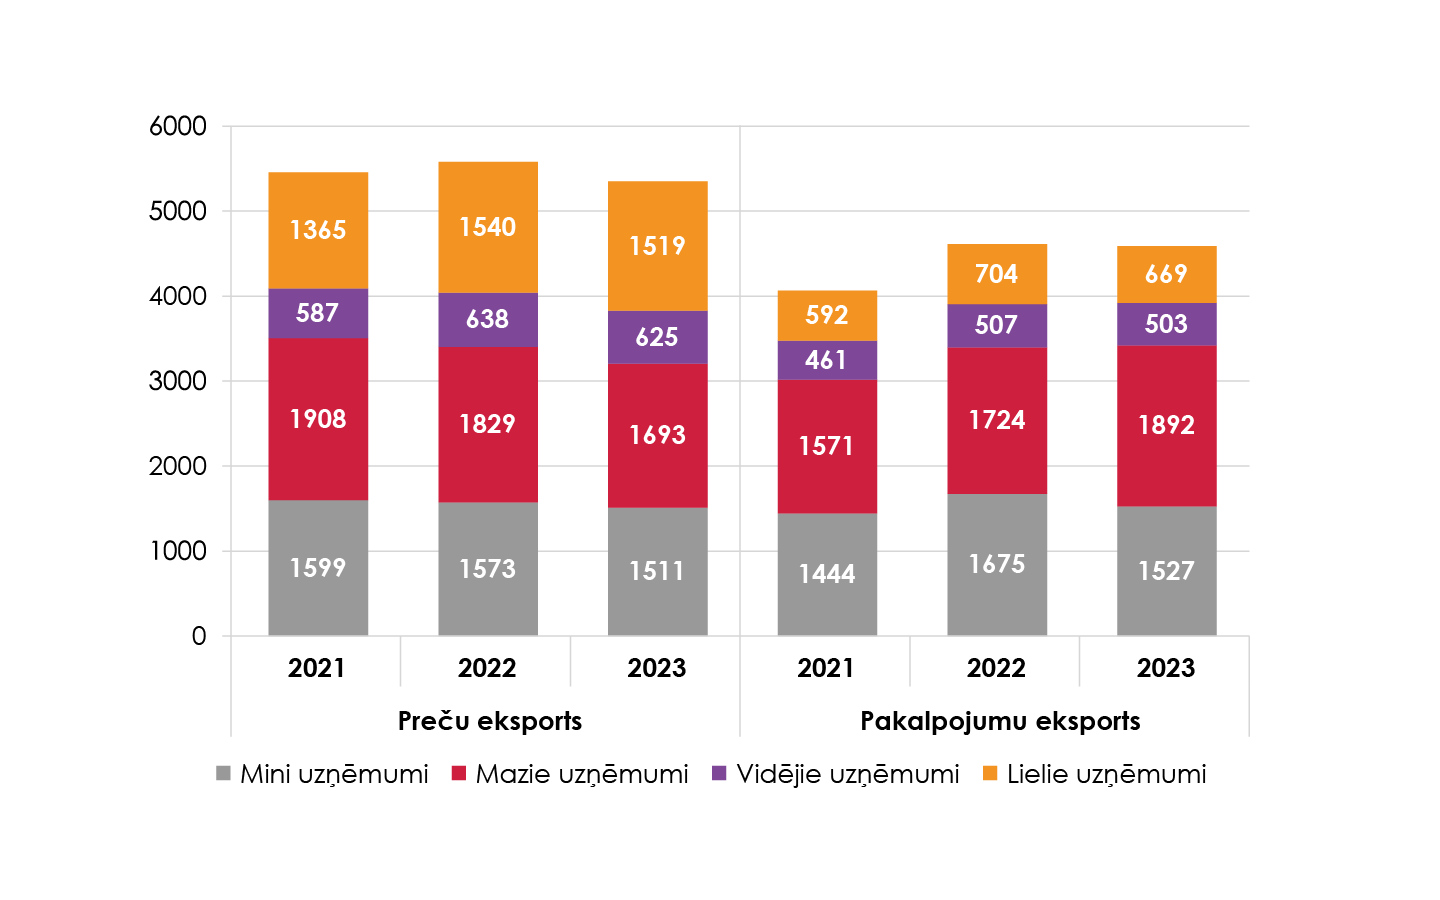 6000
5000
4000
3000
2000
1000
0
1365 1540 1519 592 704 669
587 638 625 461 507 503
1908 1829 1693 1571 1724 1892
1599 1573 1511 1444 1675 1527
2021 2022 2023 2021 2022 2023
Preču eksports Pakalpojumu eksports
Mini uzņēmumi Mazie uzņēmumi Vidējie uzņēmumi Lielie uzņēmumi